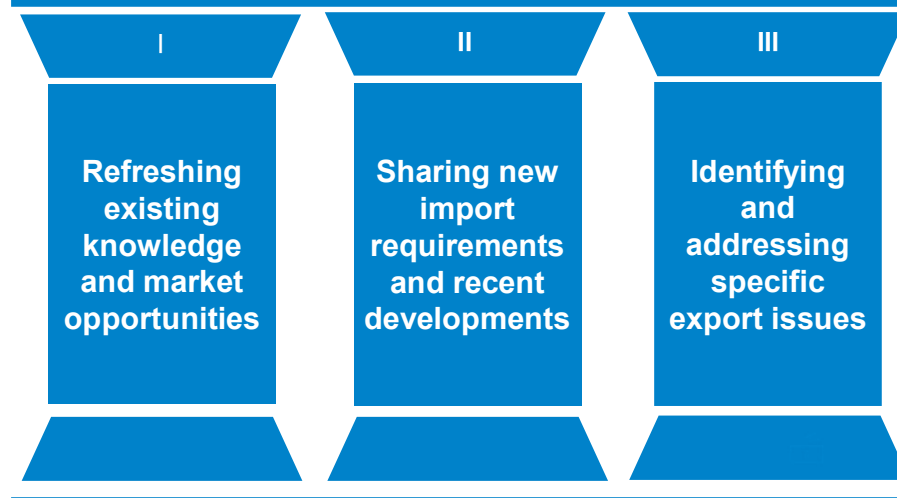 I
Refreshing
existing
knowledge
and market
opportunities
II
Sharing new
import
requirements
and recent
developments
III
Identifying
and
addressing
specific
export issues